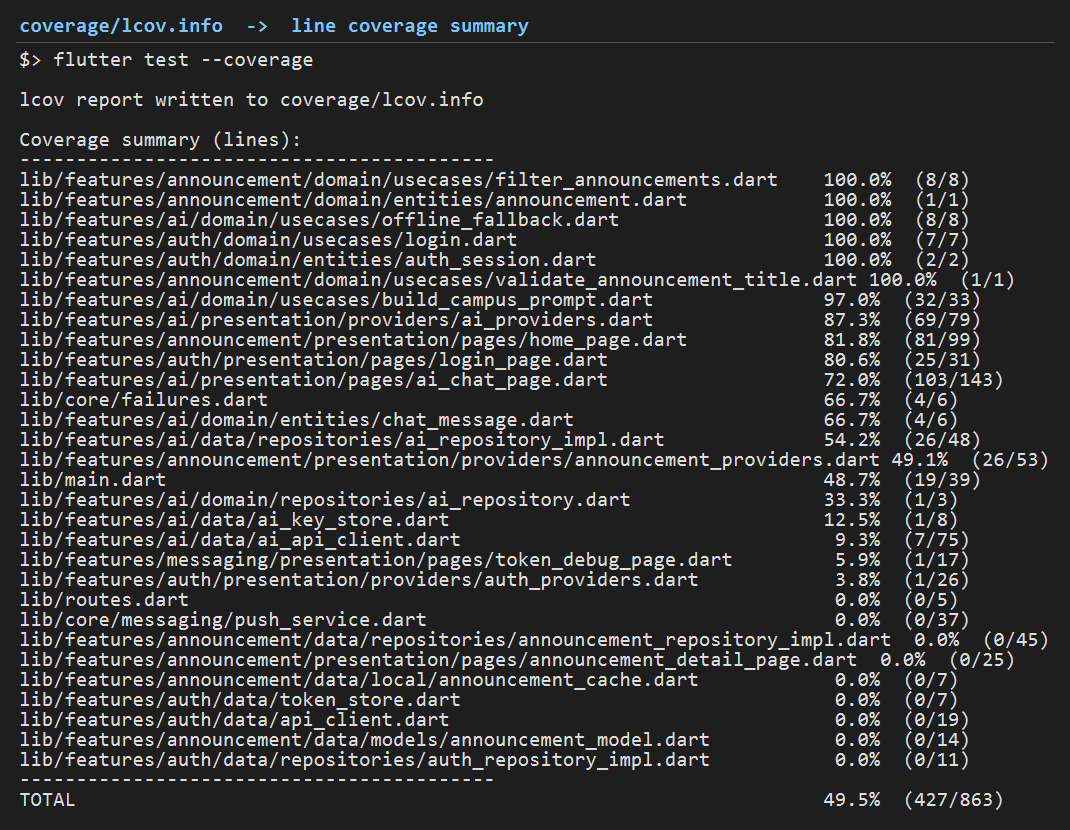 coverage/lcov.info  ->  line coverage summary
$> flutter test --coverage
lcov report written to coverage/lcov.info
Coverage summary (lines):
------------------------------------------
lib/features/announcement/domain/usecases/filter_announcements.dart    100.0%  (8/8)
lib/features/announcement/domain/entities/announcement.dart            100.0%  (1/1)
lib/features/ai/domain/usecases/offline_fallback.dart                  100.0%  (8/8)
lib/features/auth/domain/usecases/login.dart                           100.0%  (7/7)
lib/features/auth/domain/entities/auth_session.dart                    100.0%  (2/2)
lib/features/announcement/domain/usecases/validate_announcement_title.dart 100.0%  (1/1)
lib/features/ai/domain/usecases/build_campus_prompt.dart               97.0%  (32/33)
lib/features/ai/presentation/providers/ai_providers.dart               87.3%  (69/79)
lib/features/announcement/presentation/pages/home_page.dart            81.8%  (81/99)
lib/features/auth/presentation/pages/login_page.dart                   80.6%  (25/31)
lib/features/ai/presentation/pages/ai_chat_page.dart                   72.0%  (103/143)
lib/core/failures.dart                                                 66.7%  (4/6)
lib/features/ai/domain/entities/chat_message.dart                      66.7%  (4/6)
lib/features/ai/data/repositories/ai_repository_impl.dart              54.2%  (26/48)
lib/features/announcement/presentation/providers/announcement_providers.dart 49.1%  (26/53)
lib/main.dart                                                          48.7%  (19/39)
lib/features/ai/domain/repositories/ai_repository.dart                 33.3%  (1/3)
lib/features/ai/data/ai_key_store.dart                                 12.5%  (1/8)
lib/features/ai/data/ai_api_client.dart                                 9.3%  (7/75)
lib/features/messaging/presentation/pages/token_debug_page.dart         5.9%  (1/17)
lib/features/auth/presentation/providers/auth_providers.dart            3.8%  (1/26)
lib/routes.dart                                                         0.0%  (0/5)
lib/core/messaging/push_service.dart                                    0.0%  (0/37)
lib/features/announcement/data/repositories/announcement_repository_impl.dart  0.0%  (0/45)
lib/features/announcement/presentation/pages/announcement_detail_page.dart  0.0%  (0/25)
lib/features/announcement/data/local/announcement_cache.dart            0.0%  (0/7)
lib/features/auth/data/token_store.dart                                 0.0%  (0/7)
lib/features/auth/data/api_client.dart                                  0.0%  (0/19)
lib/features/announcement/data/models/announcement_model.dart           0.0%  (0/14)
lib/features/auth/data/repositories/auth_repository_impl.dart           0.0%  (0/11)
------------------------------------------
TOTAL                                                                  49.5%  (427/863)